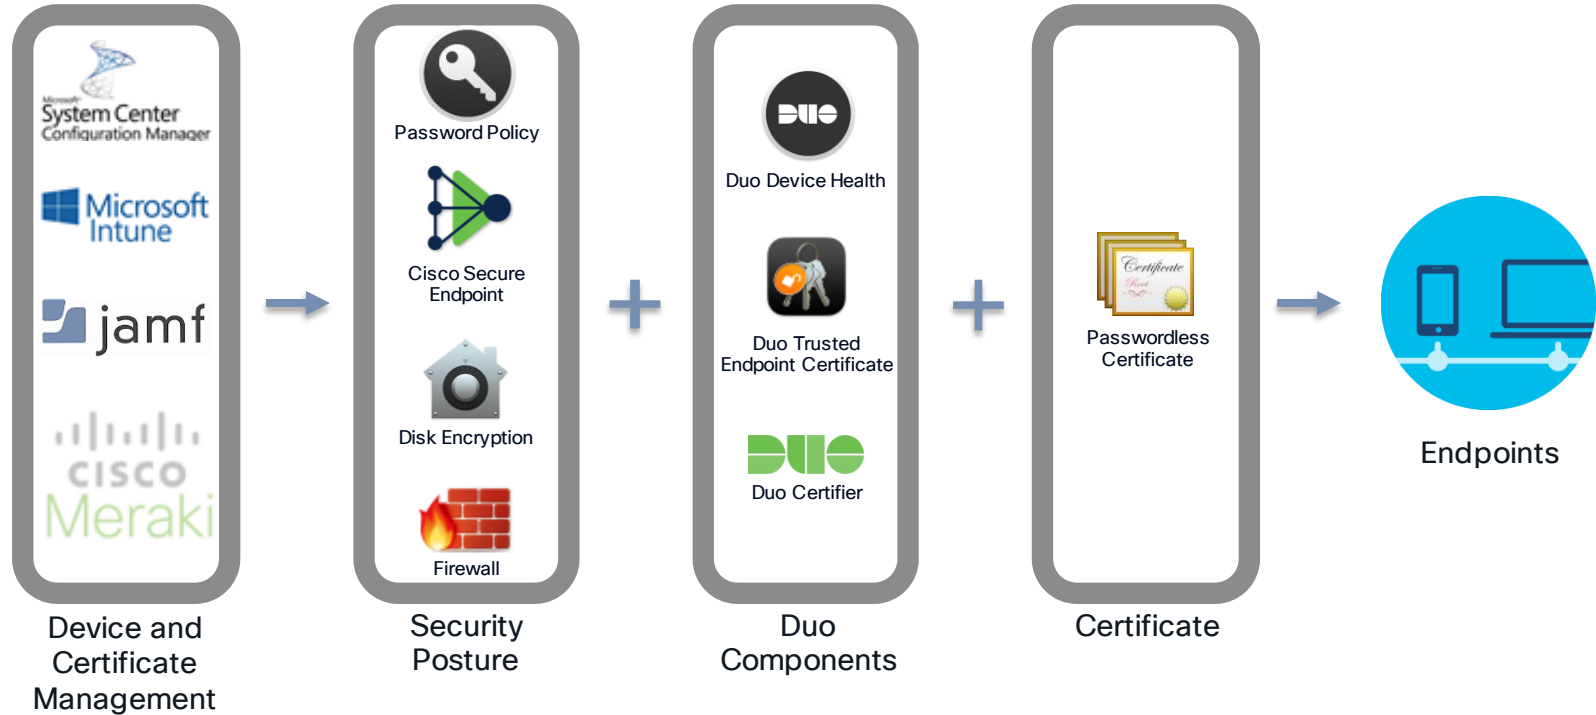 Microsoft
System Center
Configuration Manager
Microsoft
Intune
jamf
CISCO
Meraki
Device and
Certificate
Management
Password Policy
Cisco Secure
Endpoint
Disk Encryption
Firewall
Security
Posture
DUO
Duo Device Health
Duo Trusted
Endpoint Certificate
DUO
Duo Certifier
Duo
Components
Certificate
Root
Passwordless
Certificate
Certificate
Endpoints